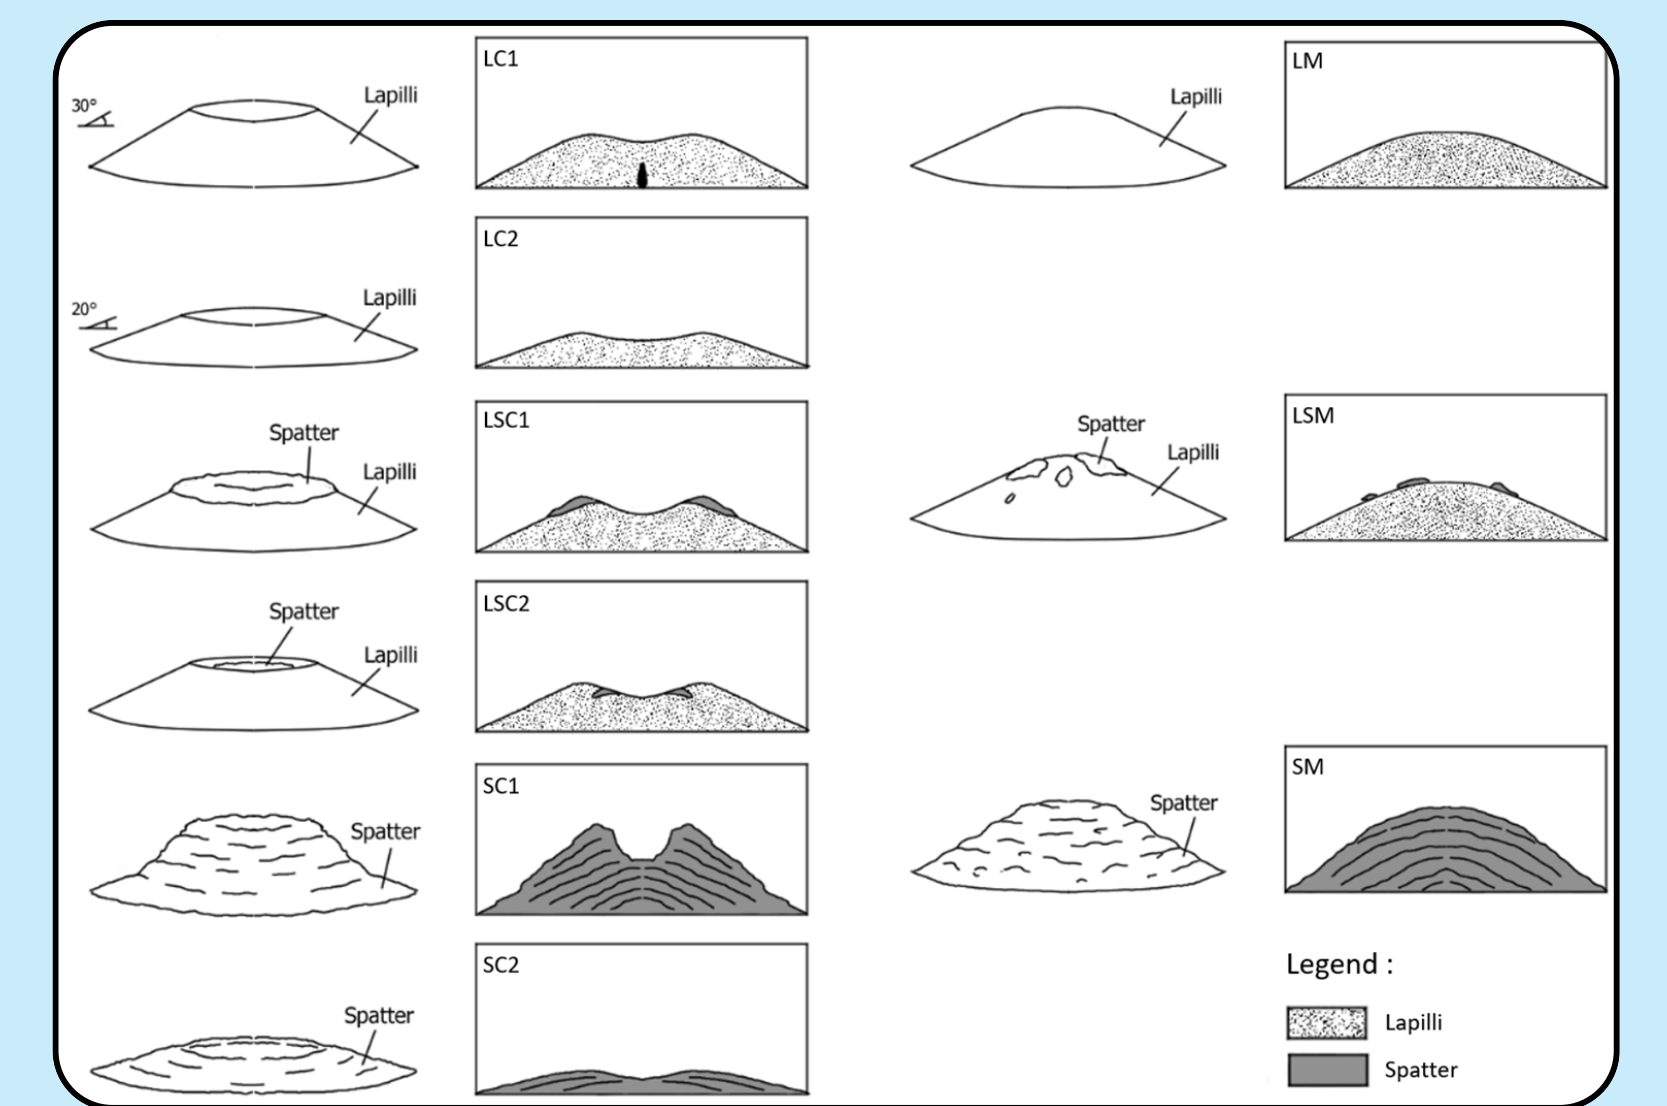 30°
Lapilli
LC1
Lapilli
LM
20°
Lapilli
LC2
Spatter
Lapilli
LSC1
Spatter
Lapilli
LSM
Spatter
Lapilli
LSC2
Spatter
SC1
Spatter
SM
Spatter
SC2
Legend :
Lapilli
Spatter